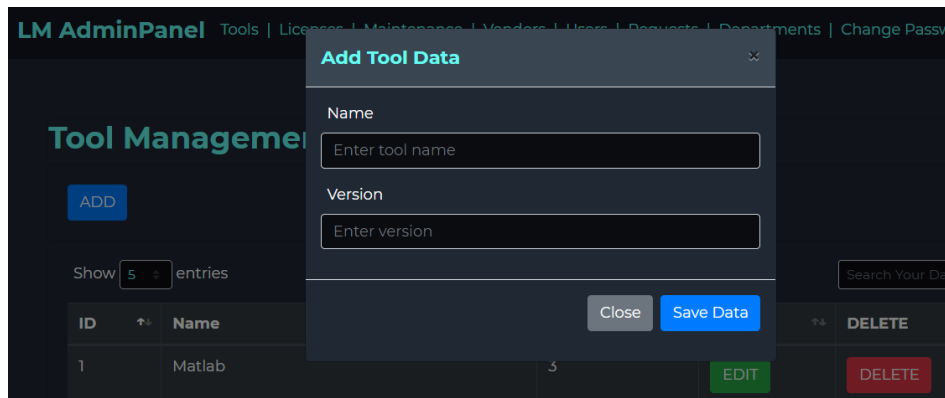 LM AdminPanel Tools | Licenses | Maintenance | Vendors | Users | Requests | Departments | Change Passw
Add Tool Data ×
Name
Tool Managemen
Enter tool name
Version
ADD
Enter version
Show 5 entries
Search Your Da
Close Save Data
ID Name DELETE
1 Matlab 3 EDIT DELETE